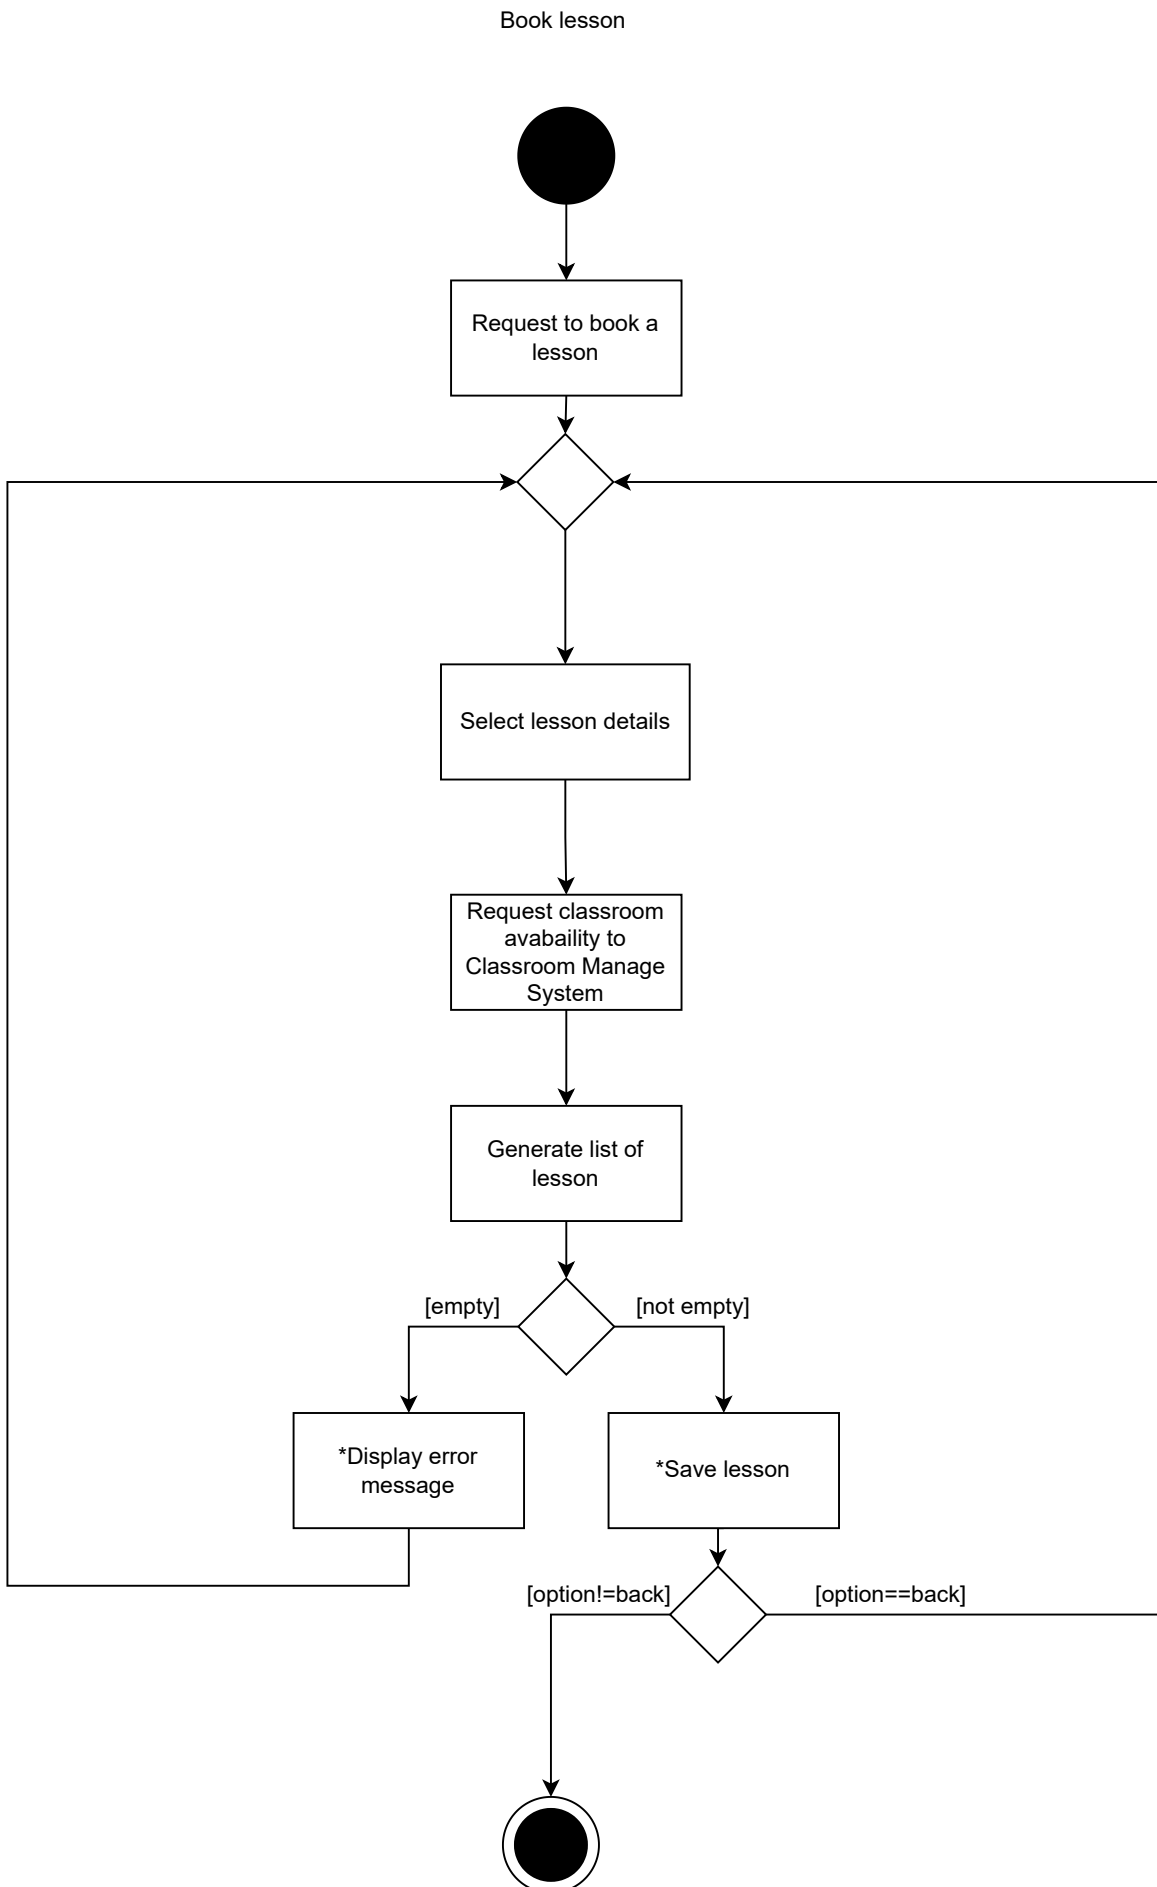 Book lesson
Request to book a
lesson
Select lesson details
Request classroom
avabaility to
Classroom Manage
System
Generate list of
lesson
[empty]
[not empty]
*Display error
message
*Save lesson
[option!=back]
[option==back]